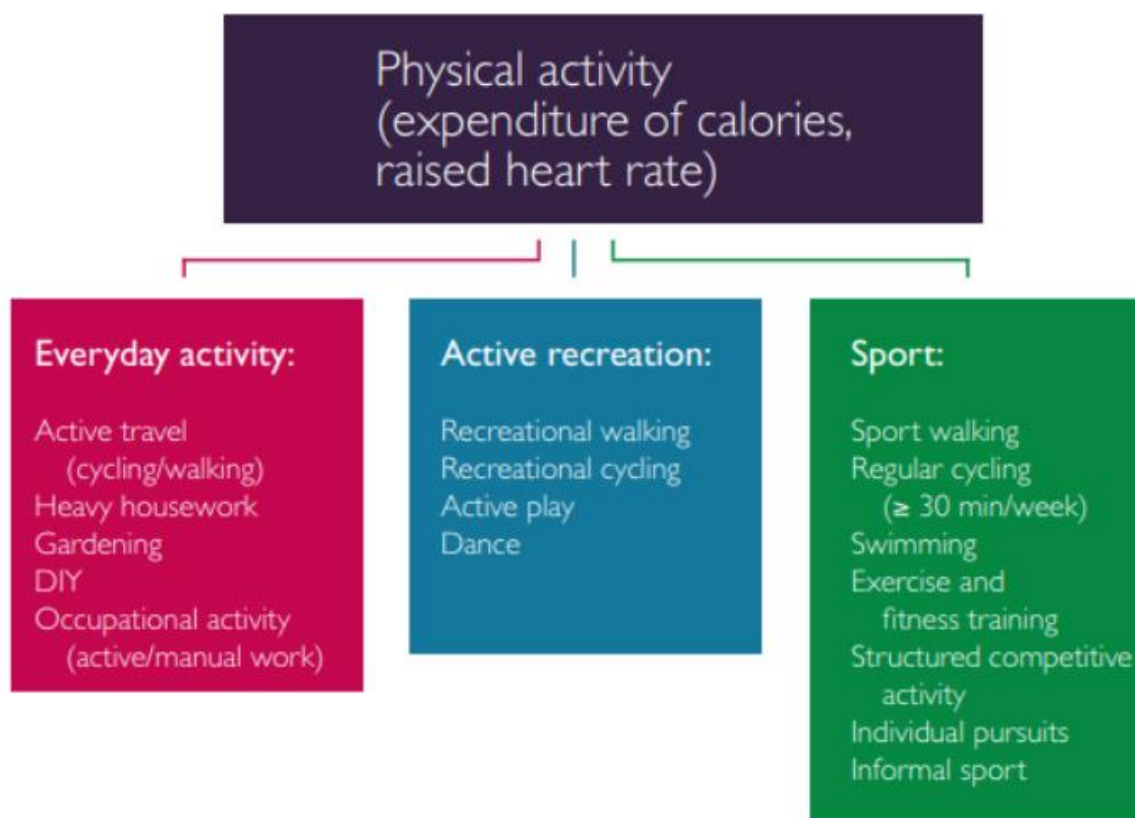 Physical activity
(expenditure of calories,
raised heart rate)
Everyday activity:
Active travel
(cycling/walking)
Heavy housework
Gardening
DIY
Occupational activity
(active/manual work)
Active recreation:
Recreational walking
Recreational cycling
Active play
Dance
Sport:
Sport walking
Regular cycling
(≥ 30 min/week)
Swimming
Exercise and
fitness training
Structured competitive
activity
Individual pursuits
Informal sport